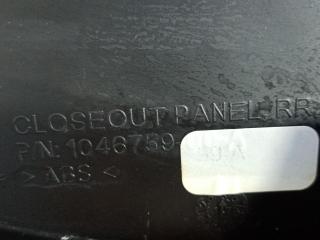 CLOSEOUT PANEL, RR
P/N: 1046759-
> ABS <